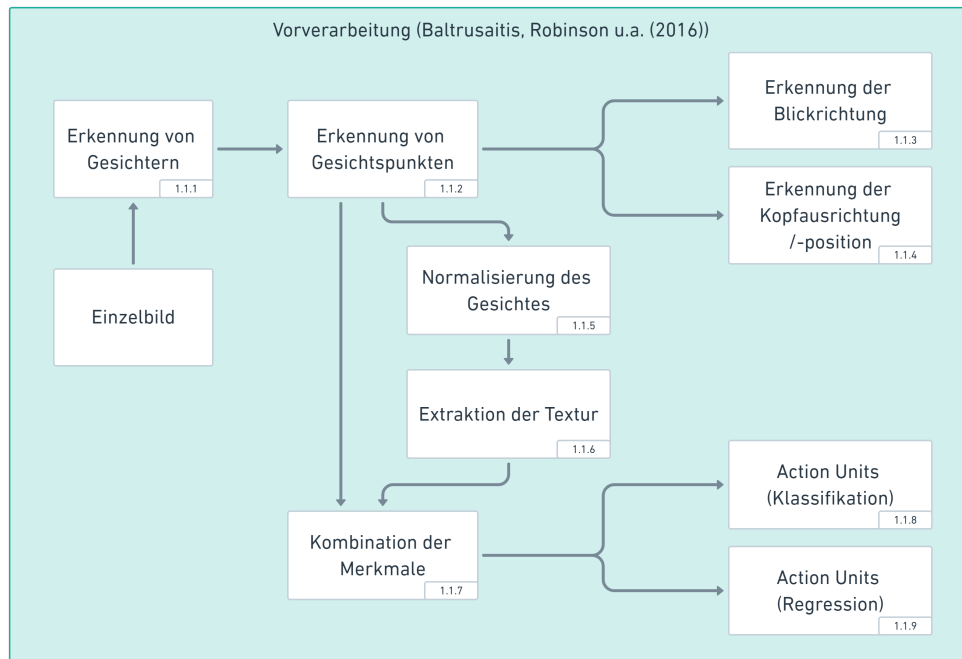 Vorverarbeitung (Baltrusaitis, Robinson u.a. (2016))
Erkennung von
Gesichtern
1.1.1
Erkennung von
Gesichtspunkten
1.1.2
Erkennung der
Blickrichtung
1.1.3
Erkennung der
Kopfausrichtung
/-position
1.1.4
Einzelbild
Normalisierung des
Gesichtes
1.1.5
Extraktion der Textur
1.1.6
Kombination der
Merkmale
1.1.7
Action Units
(Klassifikation)
1.1.8
Action Units
(Regression)
1.1.9